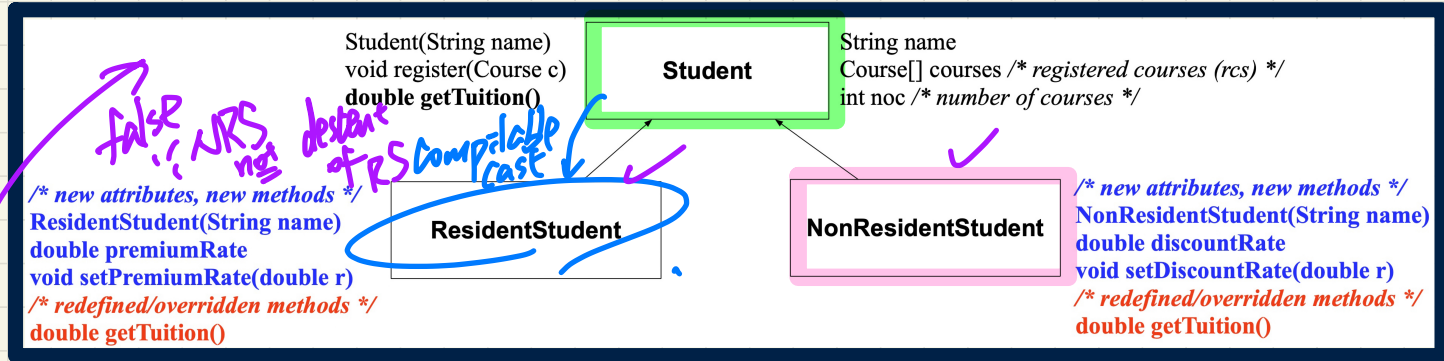 Student(String name)
void register(Course c)
double getTuition()
Student
String name
Course[] courses /* registered courses (rcs) */
int noc /* number of courses */
false
∵ NRS
not
descent
of RS
compilable
cast
/* new attributes, new methods */
ResidentStudent(String name)
double premiumRate
void setPremiumRate(double r)
/* redefined/overridden methods */
double getTuition()
ResidentStudent
NonResidentStudent
/* new attributes, new methods */
NonResidentStudent(String name)
double discountRate
void setDiscountRate(double r)
/* redefined/overridden methods */
double getTuition()